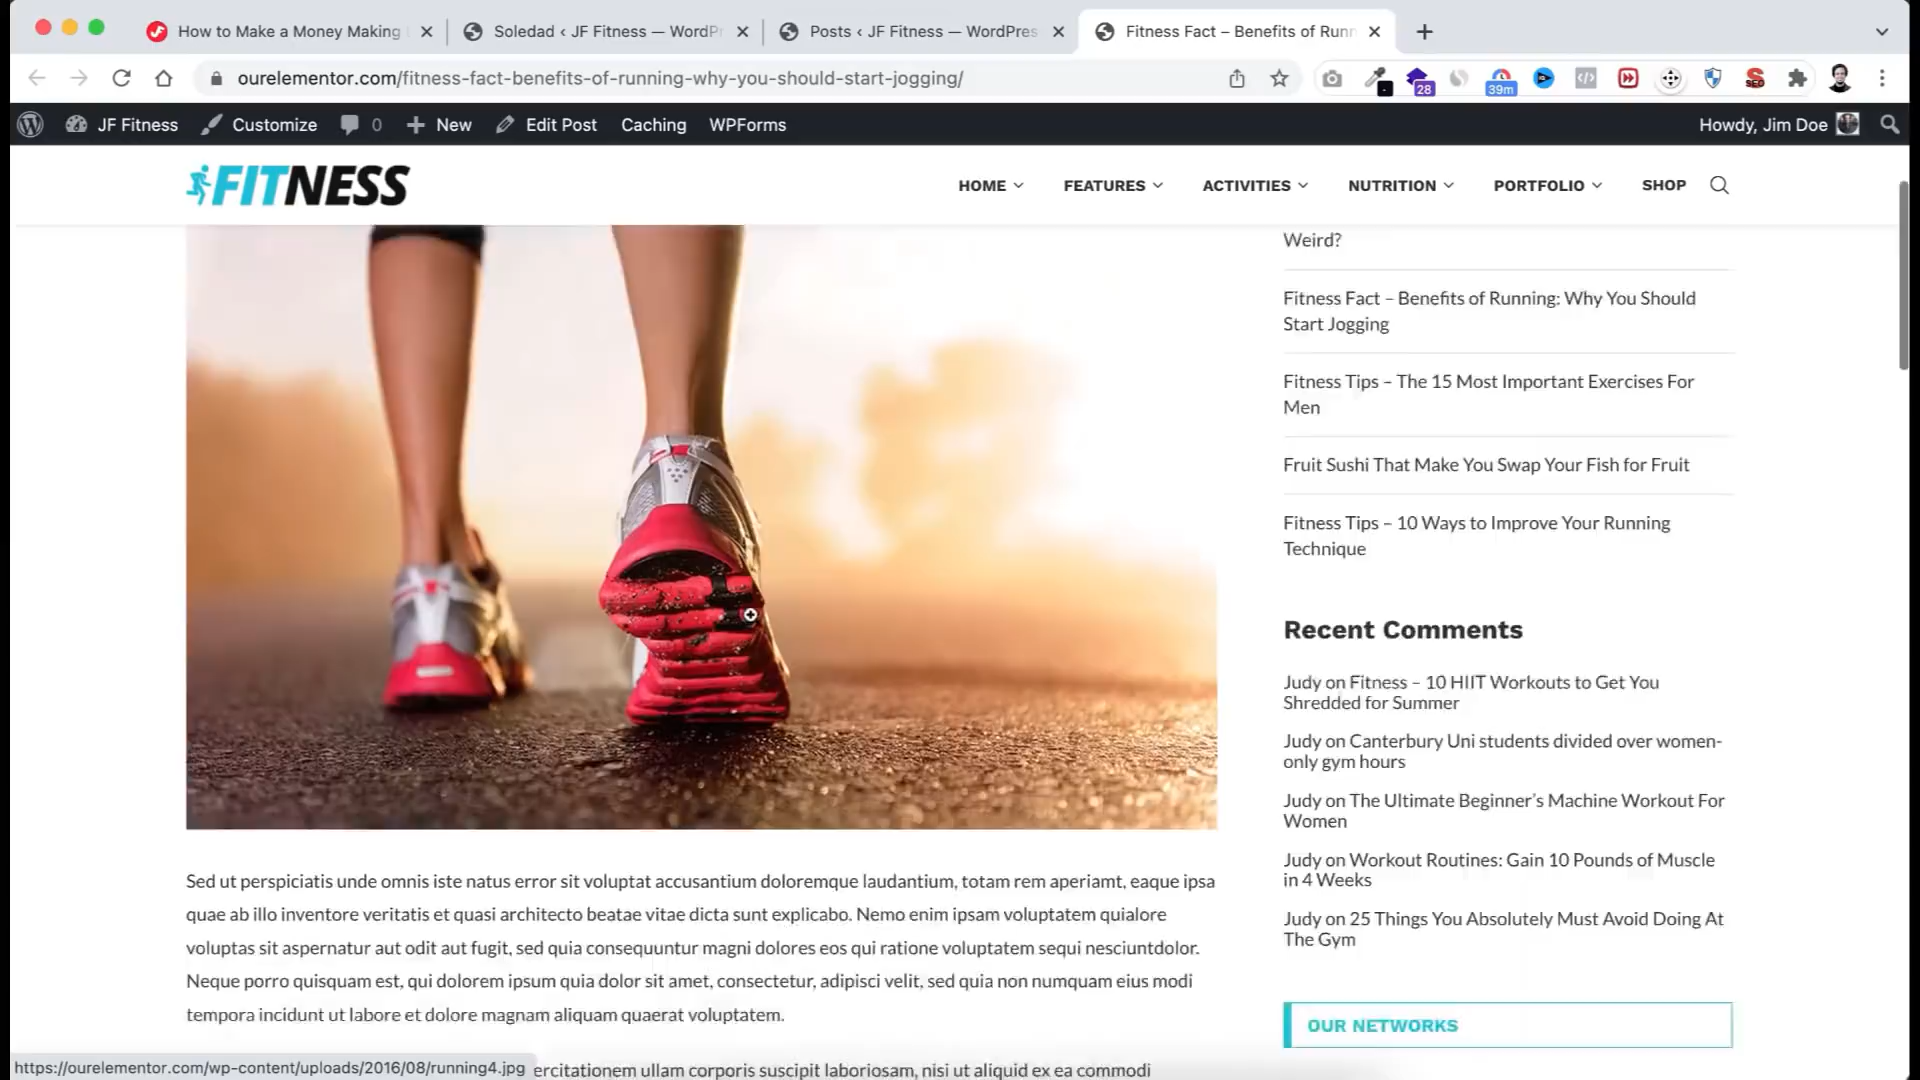 How to Make a Money Making
Soledad ‹ JF Fitness — WordPr
Posts ‹ JF Fitness — WordPres
Fitness Fact – Benefits of Runn
ourelementor.com/fitness-fact-benefits-of-running-why-you-should-start-jogging/
28
39m
SEO
JF Fitness
Customize
0
New
Edit Post
Caching
WPForms
Howdy, Jim Doe
FITNESS
HOME
FEATURES
ACTIVITIES
NUTRITION
PORTFOLIO
SHOP
Weird?
Fitness Fact – Benefits of Running: Why You Should
Start Jogging
Fitness Tips – The 15 Most Important Exercises For
Men
Fruit Sushi That Make You Swap Your Fish for Fruit
Fitness Tips – 10 Ways to Improve Your Running
Technique
Recent Comments
Judy on Fitness – 10 HIIT Workouts to Get You
Shredded for Summer
Judy on Canterbury Uni students divided over women-
only gym hours
Judy on The Ultimate Beginner’s Machine Workout For
Women
Judy on Workout Routines: Gain 10 Pounds of Muscle
in 4 Weeks
Judy on 25 Things You Absolutely Must Avoid Doing At
The Gym
OUR NETWORKS
Sed ut perspiciatis unde omnis iste natus error sit voluptat accusantium doloremque laudantium, totam rem aperiam, eaque ipsa
quae ab illo inventore veritatis et quasi architecto beatae vitae dicta sunt explicabo. Nemo enim ipsam voluptatem quialore
voluptas sit aspernatur aut odit aut fugit, sed quia consequuntur magni dolores eos qui ratione voluptatem sequi nesciuntdolor.
Neque porro quisquam est, qui dolorem ipsum quia dolor sit amet, consectetur, adipisci velit, sed quia non numquam eius modi
tempora incidunt ut labore et dolore magnam aliquam quaerat voluptatem.
ercitationem ullam corporis suscipit laboriosam, nisi ut aliquid ex ea commodi
https://ourelementor.com/wp-content/uploads/2016/08/running4.jpg